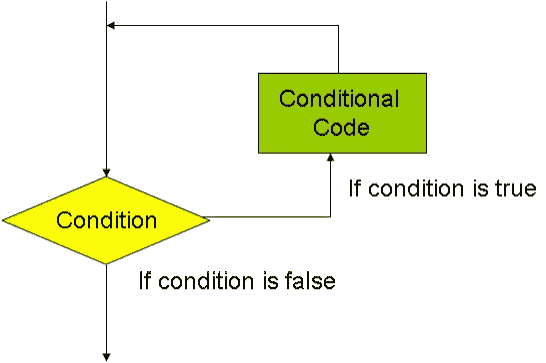 Conditional
Code
If condition is true
Condition
If condition is false